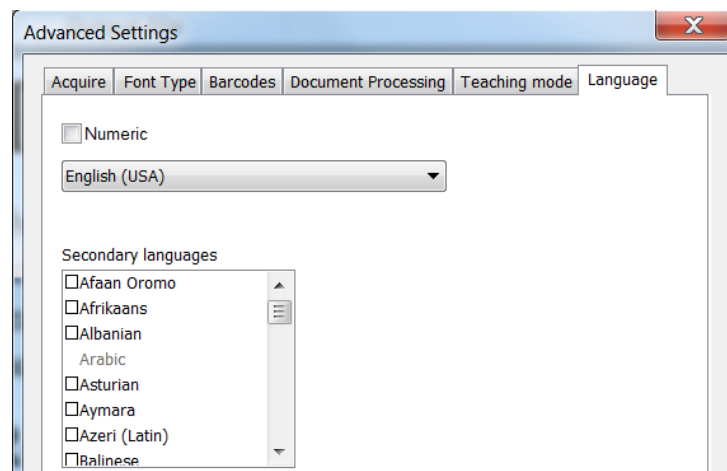 Advanced Settings
Acquire Font Type Barcodes Document Processing Teaching mode Language
Numeric
English (USA)
Secondary languages
Afaan Oromo
Afrikaans
Albanian
Arabic
Asturian
Aymara
Azeri (Latin)
Balinese